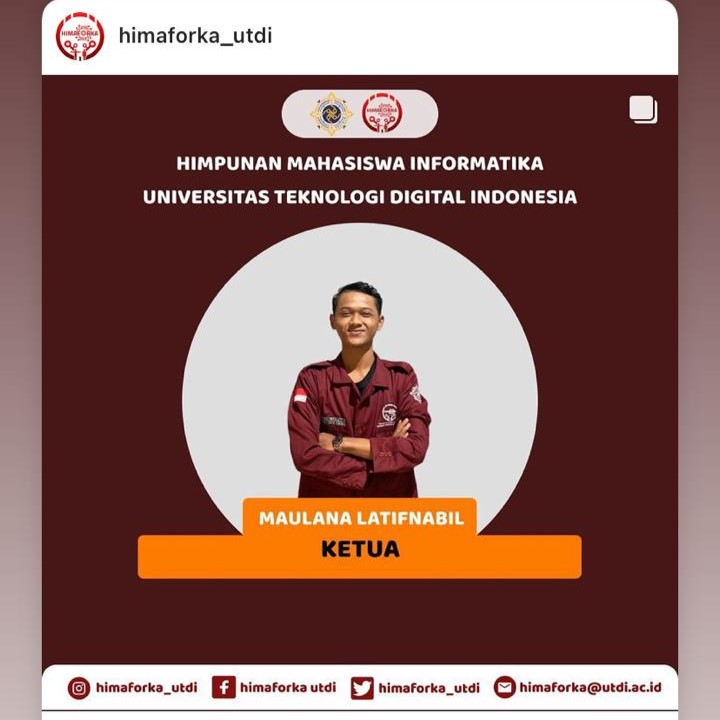 himaforka_utdi
HIMAFORKA
HIMPUNAN MAHASISWA INFORMATIKA
UNIVERSITAS TEKNOLOGI DIGITAL INDONESIA
MAULANA LATIFNABIL
KETUA
himaforka_utdi himaforka utdi himaforka_utdi himaforka@utdi.ac.id